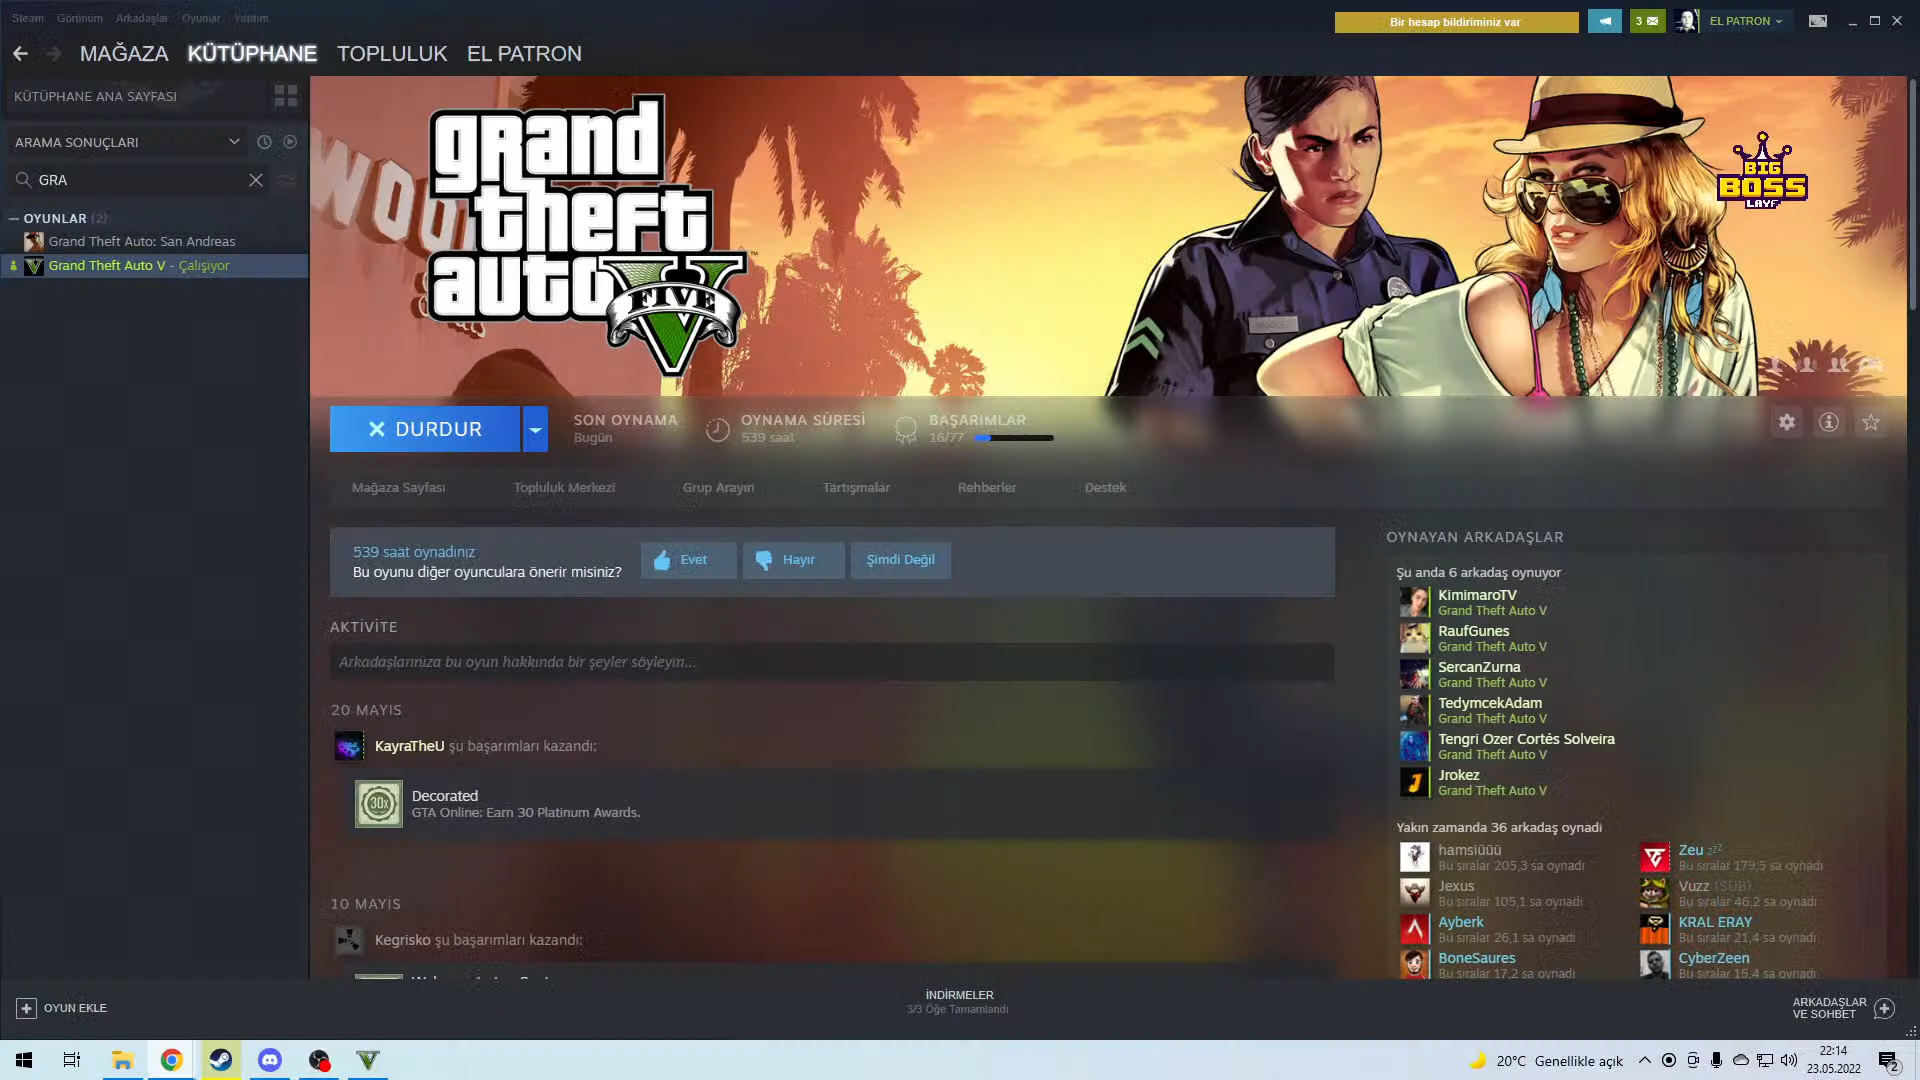 Steam Görünüm Arkadaşlar Oyunlar Yardım
Bir hesap bildiriminiz var
3
EL PATRON
MAĞAZA KÜTÜPHANE TOPLULUK EL PATRON
KÜTÜPHANE ANA SAYFASI
ARAMA SONUÇLARI
GRA
— OYUNLAR (2)
Grand Theft Auto: San Andreas
Grand Theft Auto V - Çalışıyor
grand
theft
auto
FIVE
™
BIG
BOSS
LAYF
DURDUR
SON OYNAMA
Bugün
OYNAMA SÜRESİ
539 saat
BAŞARIMLAR
16/77
Mağaza Sayfası
Topluluk Merkezi
Grup Arayın
Tartışmalar
Rehberler
Destek
539 saat oynadınız
Bu oyunu diğer oyunculara önerir misiniz?
Evet
Hayır
Şimdi Değil
AKTİVİTE
Arkadaşlarınıza bu oyun hakkında bir şeyler söyleyin...
20 MAYIS
KayraTheU şu başarımları kazandı:
30x
Decorated
GTA Online: Earn 30 Platinum Awards.
10 MAYIS
Kegrisko şu başarımları kazandı:
OYNAYAN ARKADAŞLAR
Şu anda 6 arkadaş oynuyor
KimimaroTV
Grand Theft Auto V
RaufGunes
Grand Theft Auto V
SercanZurna
Grand Theft Auto V
TedymcekAdam
Grand Theft Auto V
Tengri Ozer Cortés Solveira
Grand Theft Auto V
Jrokez
Grand Theft Auto V
Yakın zamanda 36 arkadaş oynadı
hamsiüüü
Bu sıralar 205,3 sa oynadı
Zeu zzz
Bu sıralar 179,5 sa oynadı
Jexus
Bu sıralar 105,1 sa oynadı
Vuzz (SUB)
Bu sıralar 46,2 sa oynadı
Ayberk
Bu sıralar 26,1 sa oynadı
KRAL ERAY
Bu sıralar 21,4 sa oynadı
BoneSaures
Bu sıralar 17,2 sa oynadı
CyberZeen
Bu sıralar 15,4 sa oynadı
OYUN EKLE
İNDİRMELER
3/3 Öğe Tamamlandı
ARKADAŞLAR
VE SOHBET
20°C Genellikle açık
22:14
23.05.2022
2